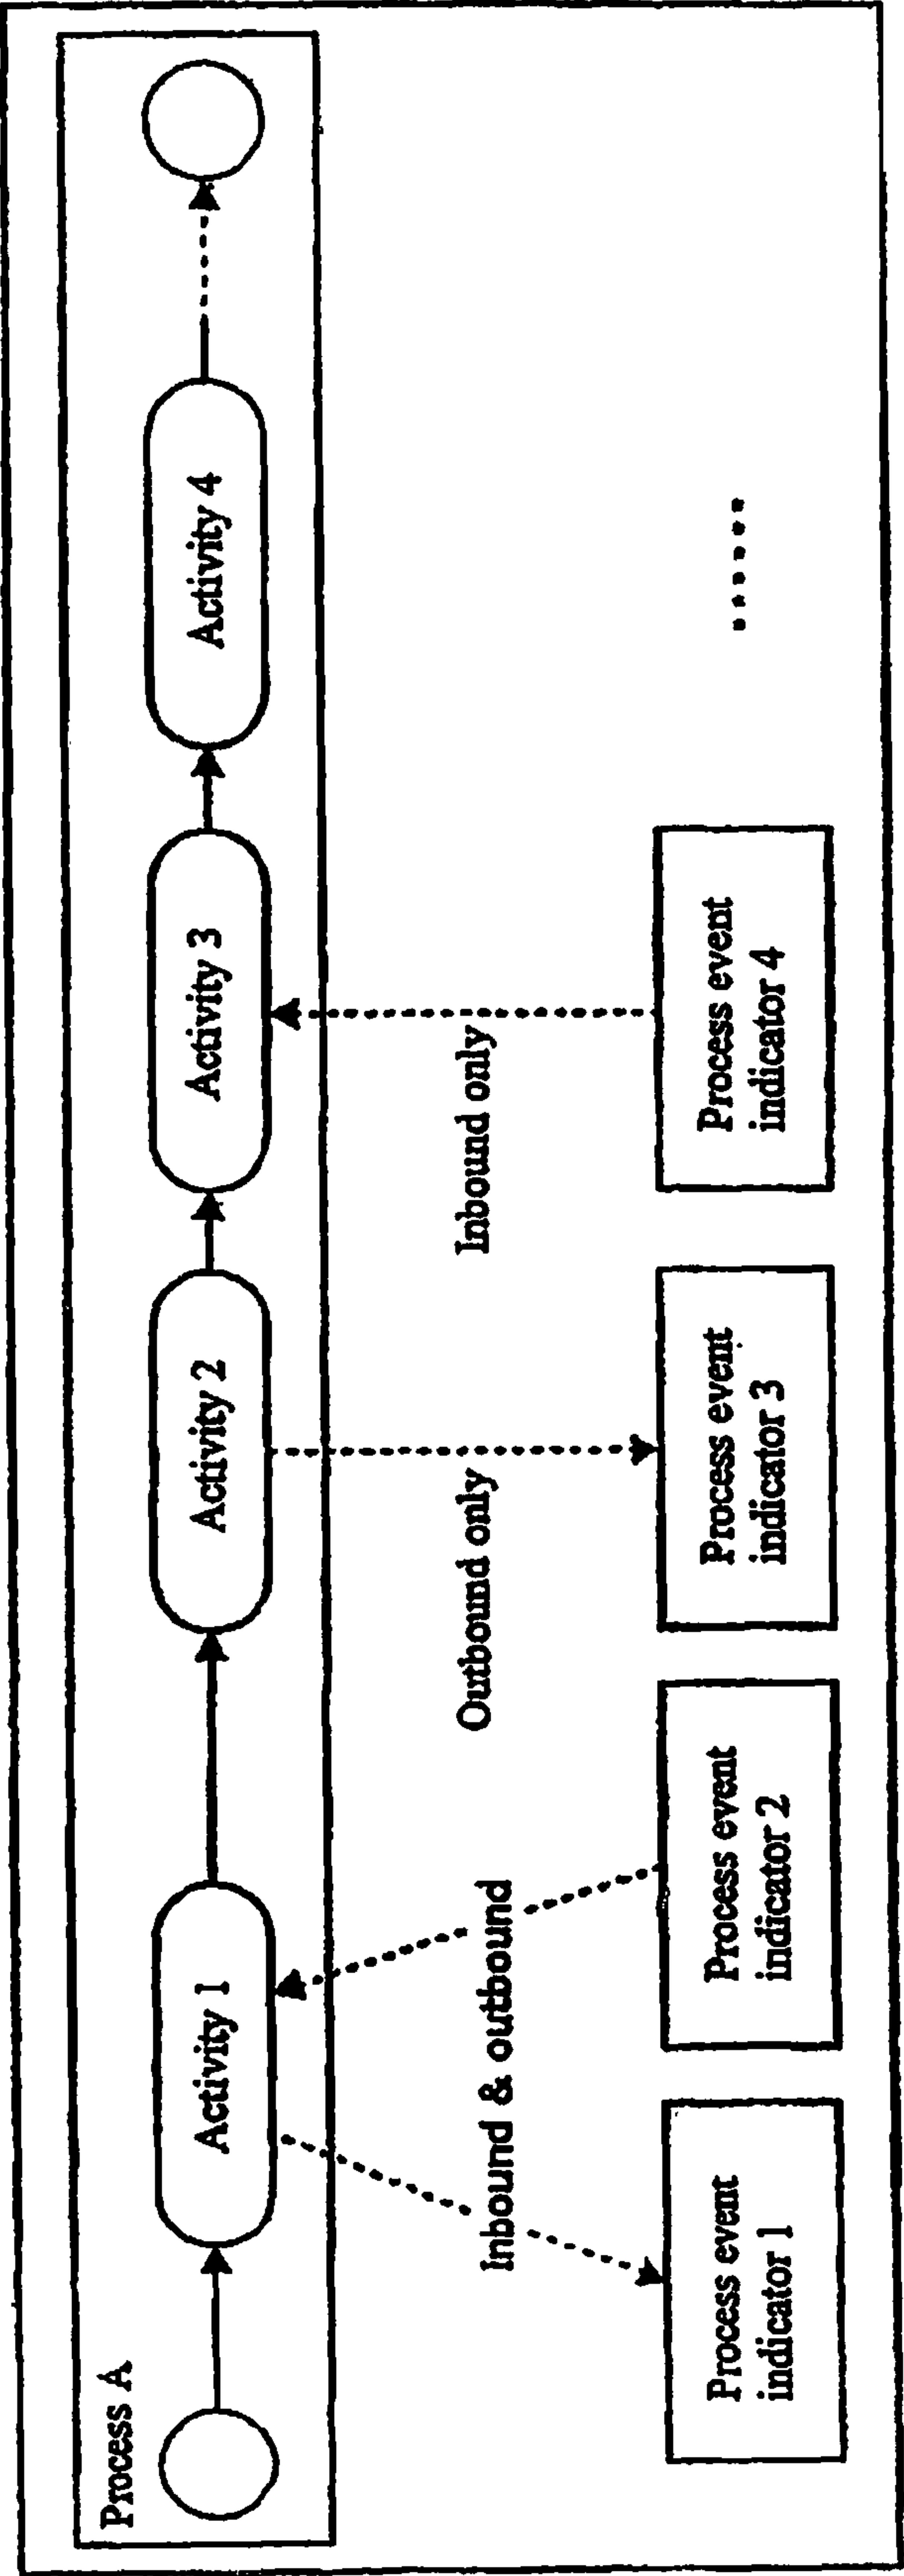 Process A
Activity 1
Activity 2
Activity 3
Activity 4
Inbound & outbound
Outbound only
Inbound only
Process event
indicator 1
Process event
indicator 2
Process event
indicator 3
Process event
indicator 4